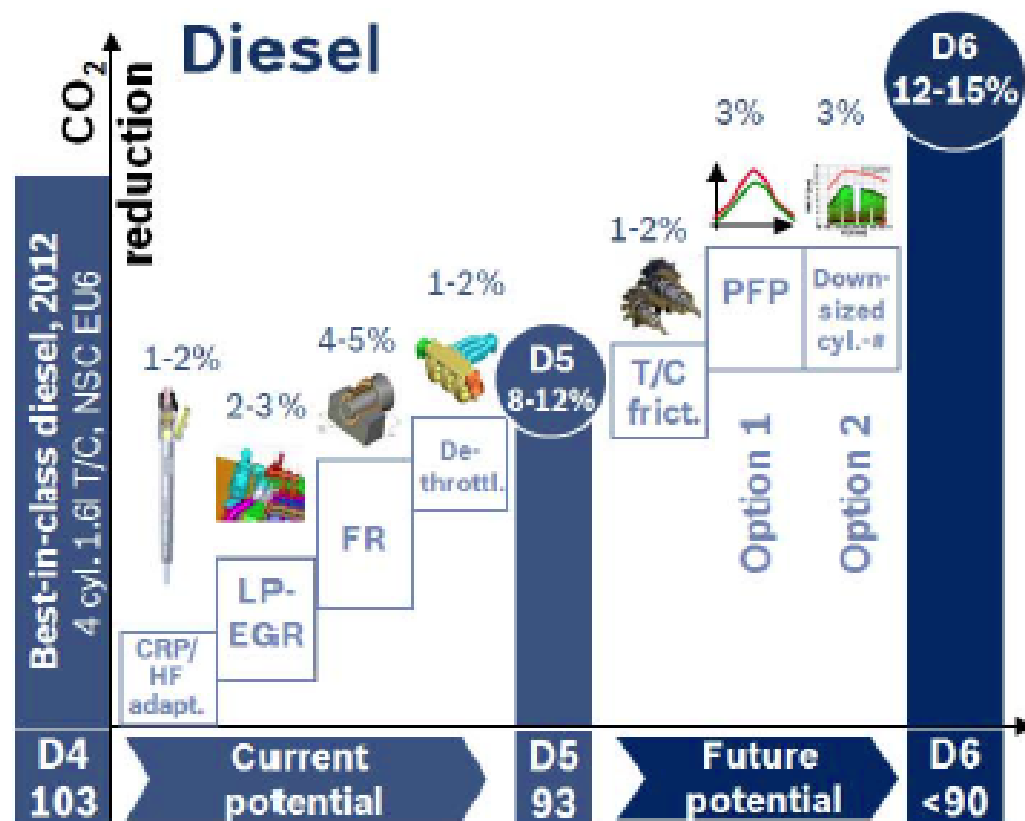 Diesel
CO2
reduction
Best-in-class diesel, 2012
4 cyl. 1.6l T/C, NSC EU6
1-2%
CRP/
HF
adapt.
2-3%
LP-
EGR
4-5%
FR
1-2%
De-
throttl.
D5
8-12%
1-2%
T/C
frict.
3%
PFP
Option 1
3%
Down-
sized
cyl.-#
Option 2
D6
12-15%
D4
103
Current
potential
D5
93
Future
potential
D6
<90